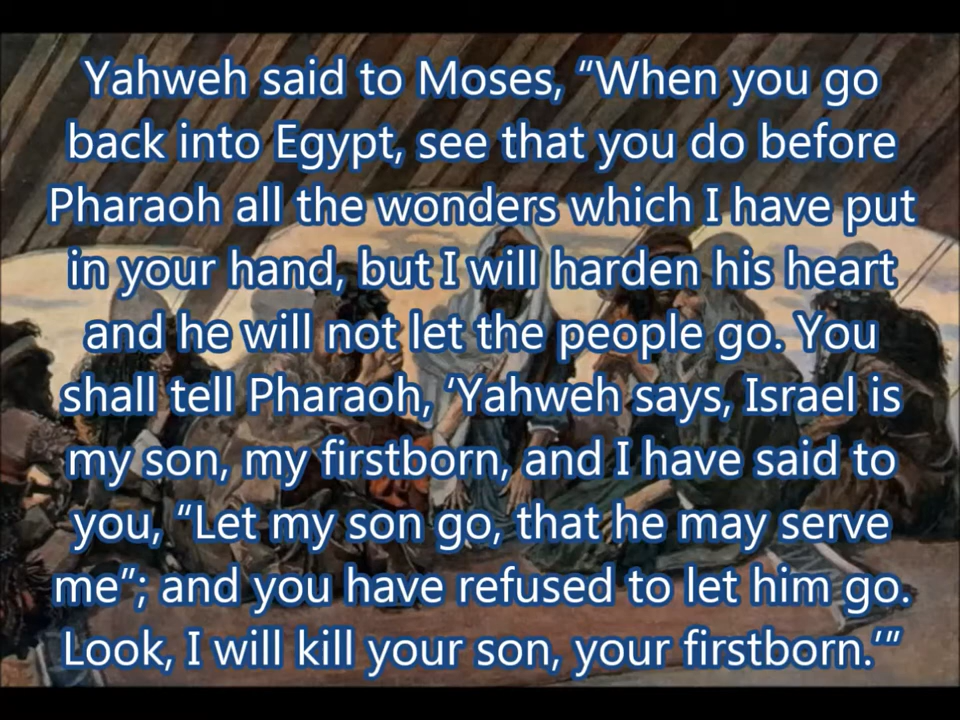 Yahweh said to Moses, “When you go
back into Egypt, see that you do before
Pharaoh all the wonders which I have put
in your hand, but I will harden his heart
and he will not let the people go. You
shall tell Pharaoh, ‘Yahweh says, Israel is
my son, my firstborn, and I have said to
you, “Let my son go, that he may serve
me”; and you have refused to let him go.
Look, I will kill your son, your firstborn.’”